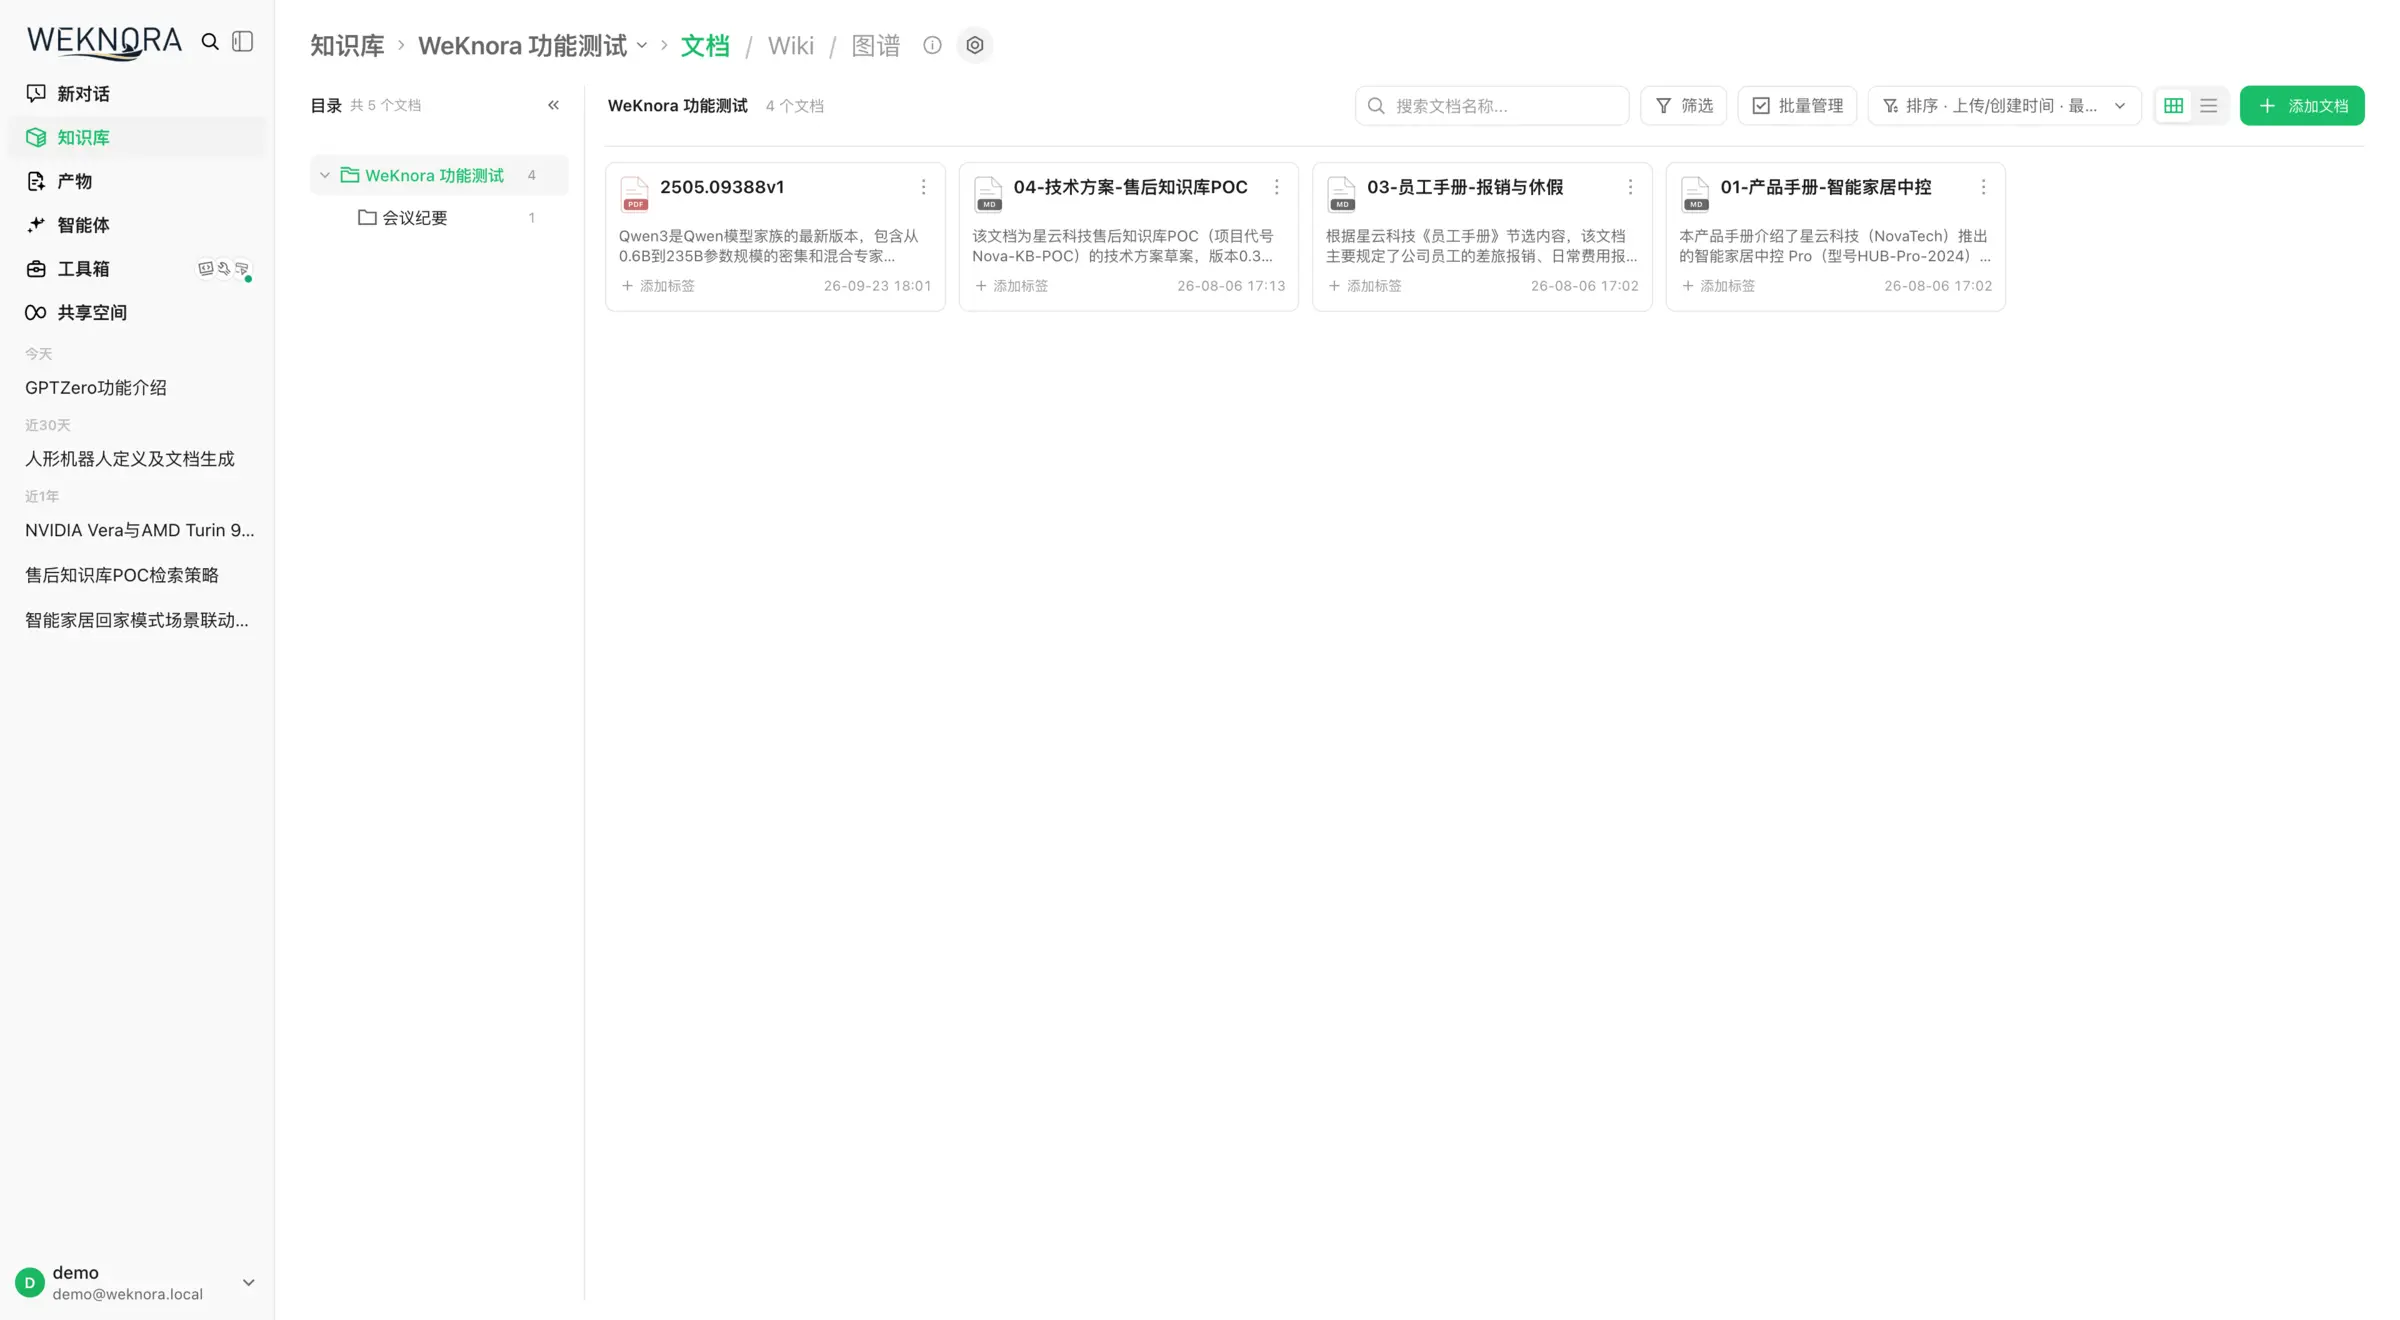 WEKNORA
新对话
知识库
产物
智能体
工具箱
共享空间
今天
GPTZero功能介绍
近30天
人形机器人定义及文档生成
近1年
NVIDIA Vera与AMD Turin 9...
售后知识库POC检索策略
智能家居回家模式场景联动...
D
demo
demo@weknora.local
知识库 › WeKnora 功能测试 › 文档 / Wiki / 图谱
目录 共 5 个文档 «
WeKnora 功能测试 4
会议纪要 1
WeKnora 功能测试 4 个文档
搜索文档名称...
筛选
批量管理
排序 · 上传/创建时间 · 最...
+ 添加文档
PDF
2505.09388v1
Qwen3是Qwen模型家族的最新版本，包含从
0.6B到235B参数规模的密集和混合专家...
+ 添加标签 26-09-23 18:01
MD
04-技术方案-售后知识库POC
该文档为星云科技售后知识库POC（项目代号
Nova-KB-POC）的技术方案草案，版本0.3...
+ 添加标签 26-08-06 17:13
MD
03-员工手册-报销与休假
根据星云科技《员工手册》节选内容，该文档
主要规定了公司员工的差旅报销、日常费用报...
+ 添加标签 26-08-06 17:02
MD
01-产品手册-智能家居中控
本产品手册介绍了星云科技（NovaTech）推出
的智能家居中控 Pro（型号HUB-Pro-2024）...
+ 添加标签 26-08-06 17:02